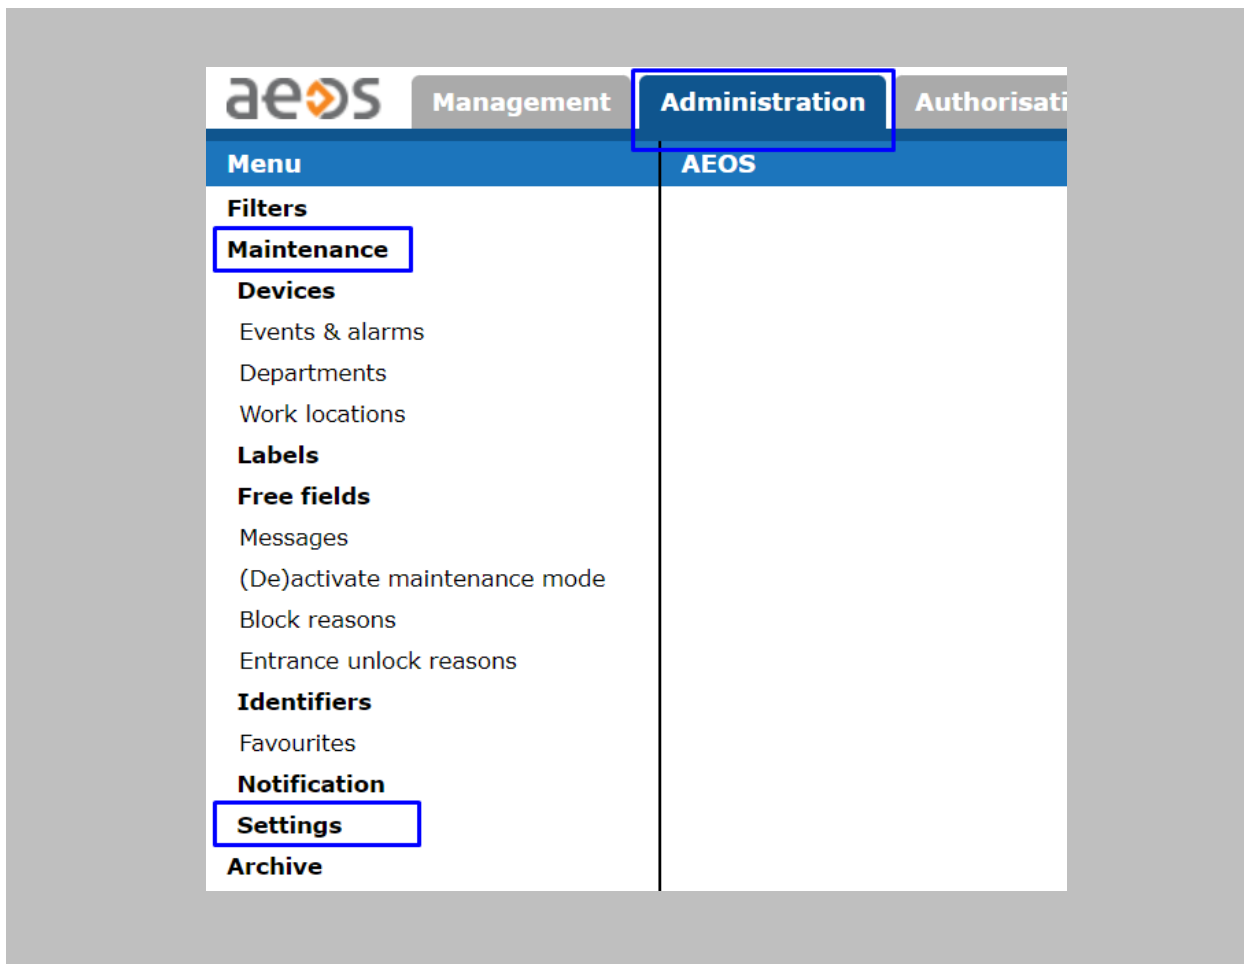 aeos Management Administration Authorisati
Menu AEOS
Filters
Maintenance
Devices
Events & alarms
Departments
Work locations
Labels
Free fields
Messages
(De)activate maintenance mode
Block reasons
Entrance unlock reasons
Identifiers
Favourites
Notification
Settings
Archive